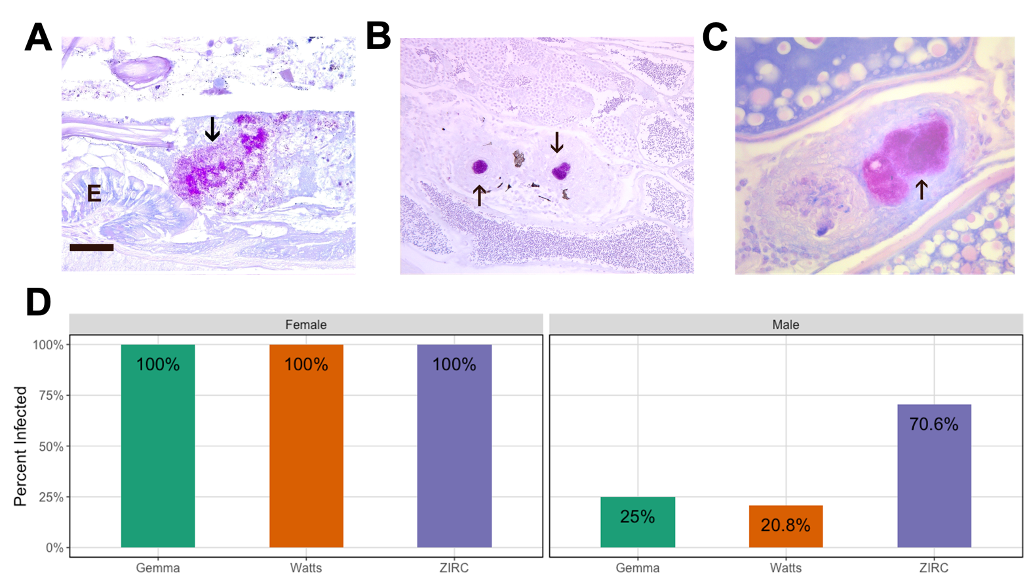 A
B
C
E
D
Female
Male
Percent Infected
100%
75%
50%
25%
0%
100%
100%
100%
25%
20.8%
70.6%
Gemma
Watts
ZIRC
Gemma
Watts
ZIRC